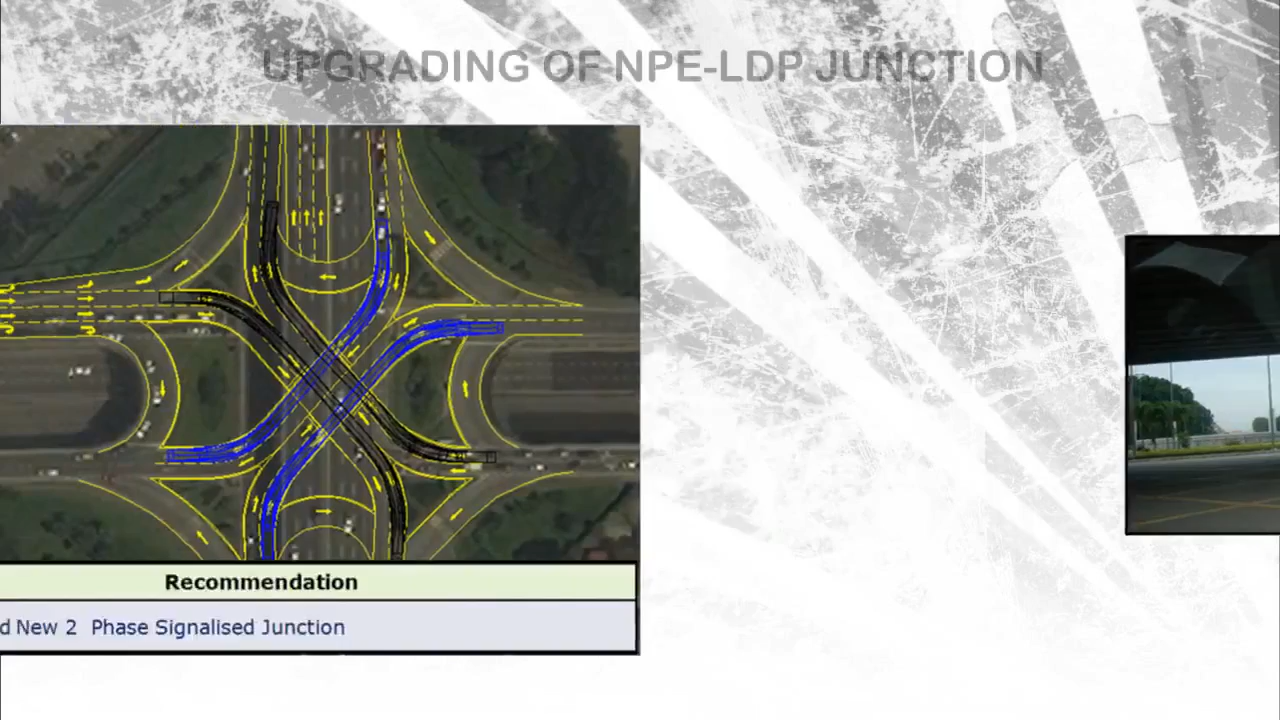 UPGRADING OF NPE-LDP JUNCTION
Recommendation
d New 2 Phase Signalised Junction